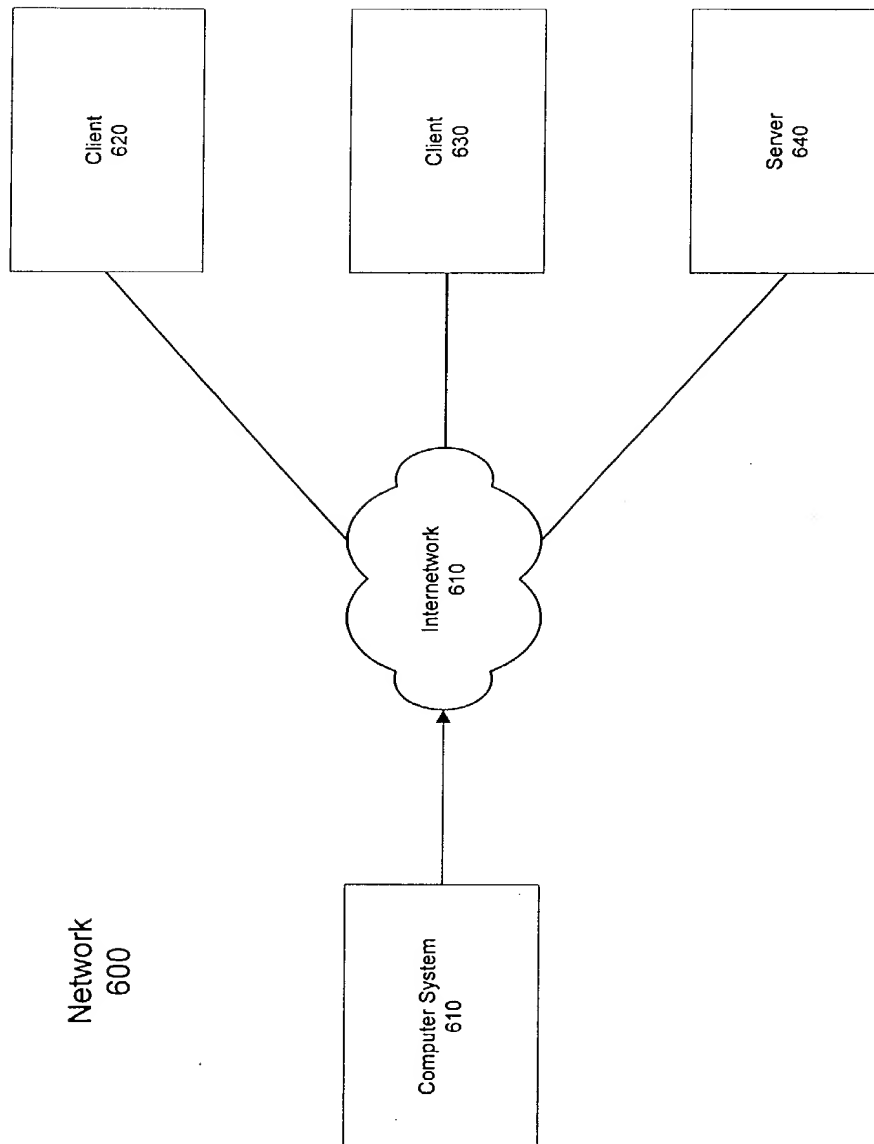 Network
600
Client
620
Computer System
610
Internetwork
610
Client
630
Server
640